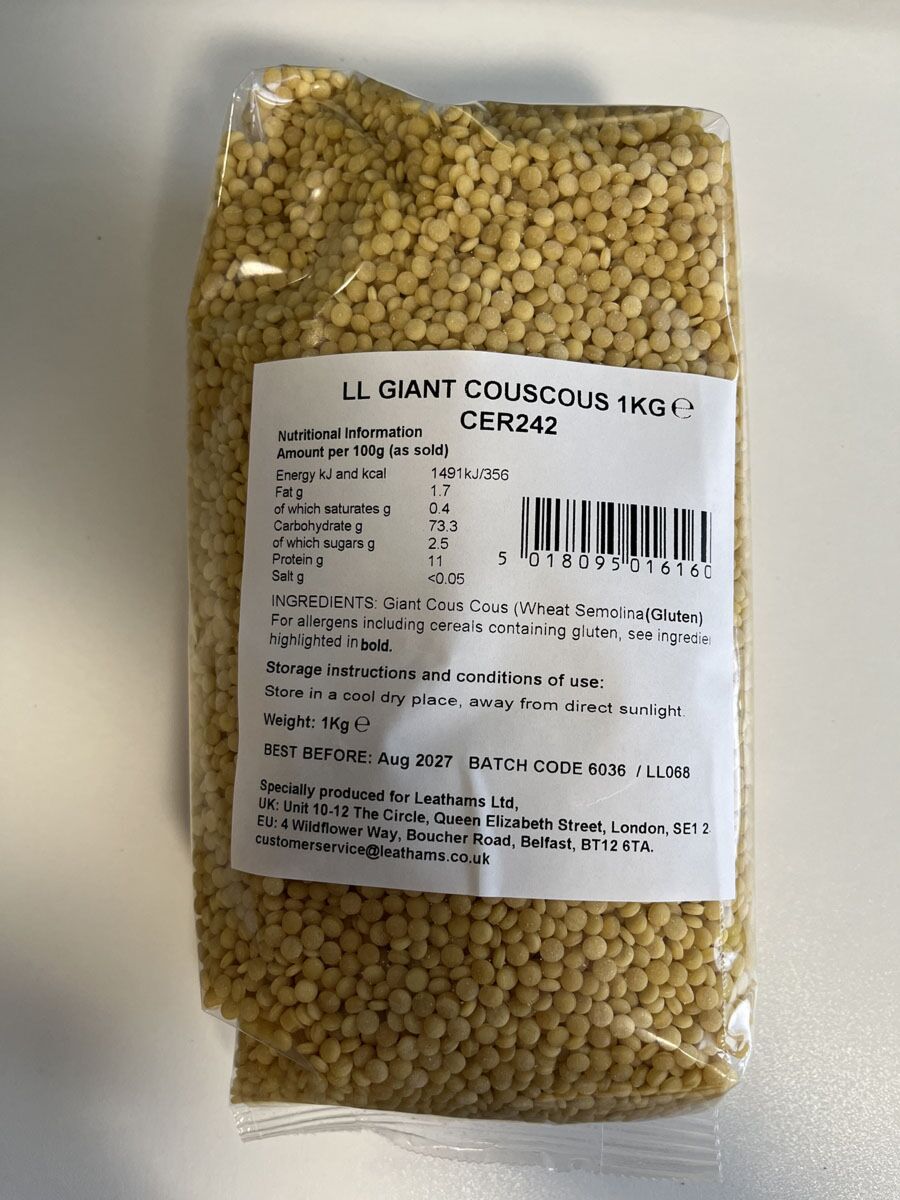 LL GIANT COUSCOUS 1KG ℮
CER242
Nutritional Information
Amount per 100g (as sold)
Energy kJ and kcal 1491kJ/356
Fat g 1.7
of which saturates g 0.4
Carbohydrate g 73.3
of which sugars g 2.5
Protein g 11
Salt g <0.05
5 018095 016160
INGREDIENTS: Giant Cous Cous (Wheat Semolina(Gluten)
For allergens including cereals containing gluten, see
highlighted in bold.
Storage instructions and conditions of use:
Store in a cool dry place, away from direct sunlight.
Weight: 1Kg ℮
BEST BEFORE: Aug 2027 BATCH CODE 6036 / LL068
Specially produced for Leathams Ltd,
UK: Unit 10-12 The Circle, Queen Elizabeth Street, London, SE1
EU: 4 Wildflower Way, Boucher Road, Belfast, BT12 6TA.
customerservice@leathams.co.uk